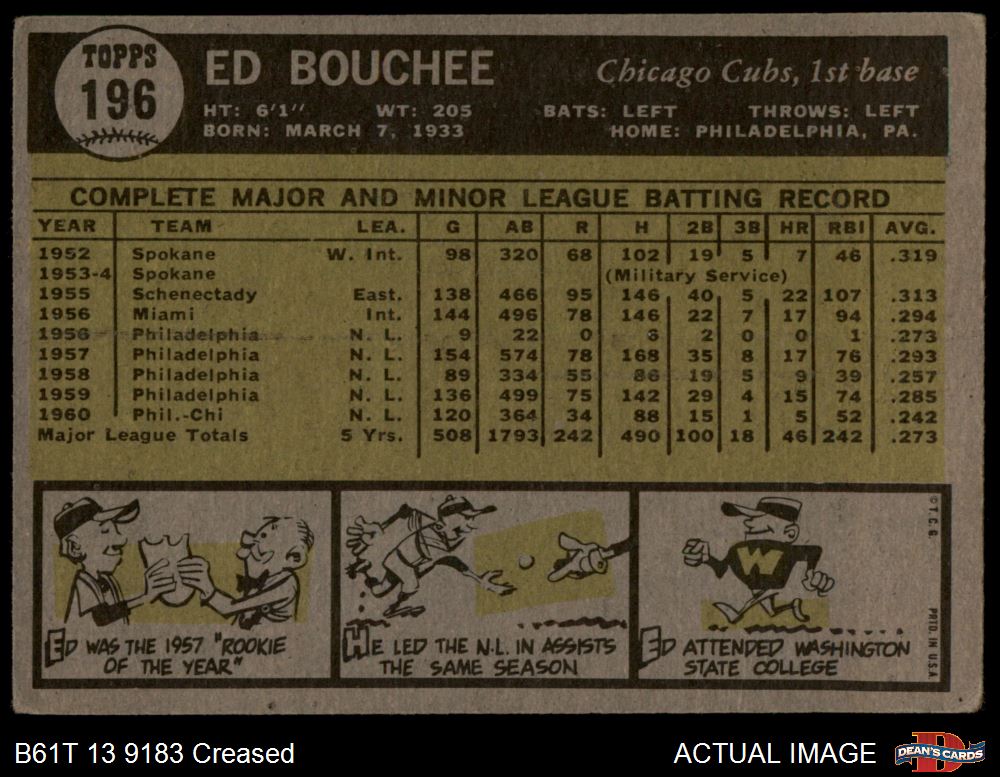 TOPPS
196
ED BOUCHEE
Chicago Cubs, 1st base
HT: 6'1" WT: 205 BATS: LEFT THROWS: LEFT
BORN: MARCH 7, 1933 HOME: PHILADELPHIA, PA.
COMPLETE MAJOR AND MINOR LEAGUE BATTING RECORD
YEAR TEAM LEA. G AB R H 2B 3B HR RBI AVG.
1952 Spokane W. Int. 98 320 68 102 19 5 7 46 .319
1953-4 Spokane (Military Service)
1955 Schenectady East. 138 466 95 146 40 5 22 107 .313
1956 Miami Int. 144 496 78 146 22 7 17 94 .294
1956 Philadelphia N. L. 9 22 0 6 2 0 0 1 .273
1957 Philadelphia N. L. 154 574 78 168 35 8 17 76 .293
1958 Philadelphia N. L. 89 334 55 86 19 5 9 39 .257
1959 Philadelphia N. L. 136 499 75 142 29 4 15 74 .285
1960 Phil.-Chi N. L. 120 364 34 88 15 1 5 52 .242
Major League Totals 5 Yrs. 508 1793 242 490 100 18 46 242 .273
W
ED WAS THE 1957 "ROOKIE
OF THE YEAR"
HE LED THE N.L. IN ASSISTS
THE SAME SEASON
ED ATTENDED WASHINGTON
STATE COLLEGE
© T. C. G.
PRTD. IN U.S.A.
B61T 13 9183 Creased
ACTUAL IMAGE
D
DEAN'S CARDS